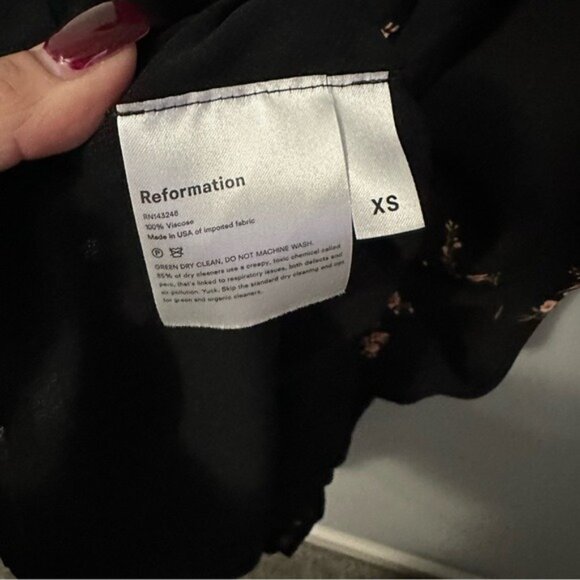 Reformation
RN143246
100% Viscose
Made in USA of imported fabric
P
GREEN DRY CLEAN, DO NOT MACHINE WASH.
85% of dry cleaners use a creepy, toxic chemical called
perc, that's linked to respiratory issues, birth defects and
air pollution. Yuck. Skip the standard dry cleaning and opt
for green and organic cleaners.
XS